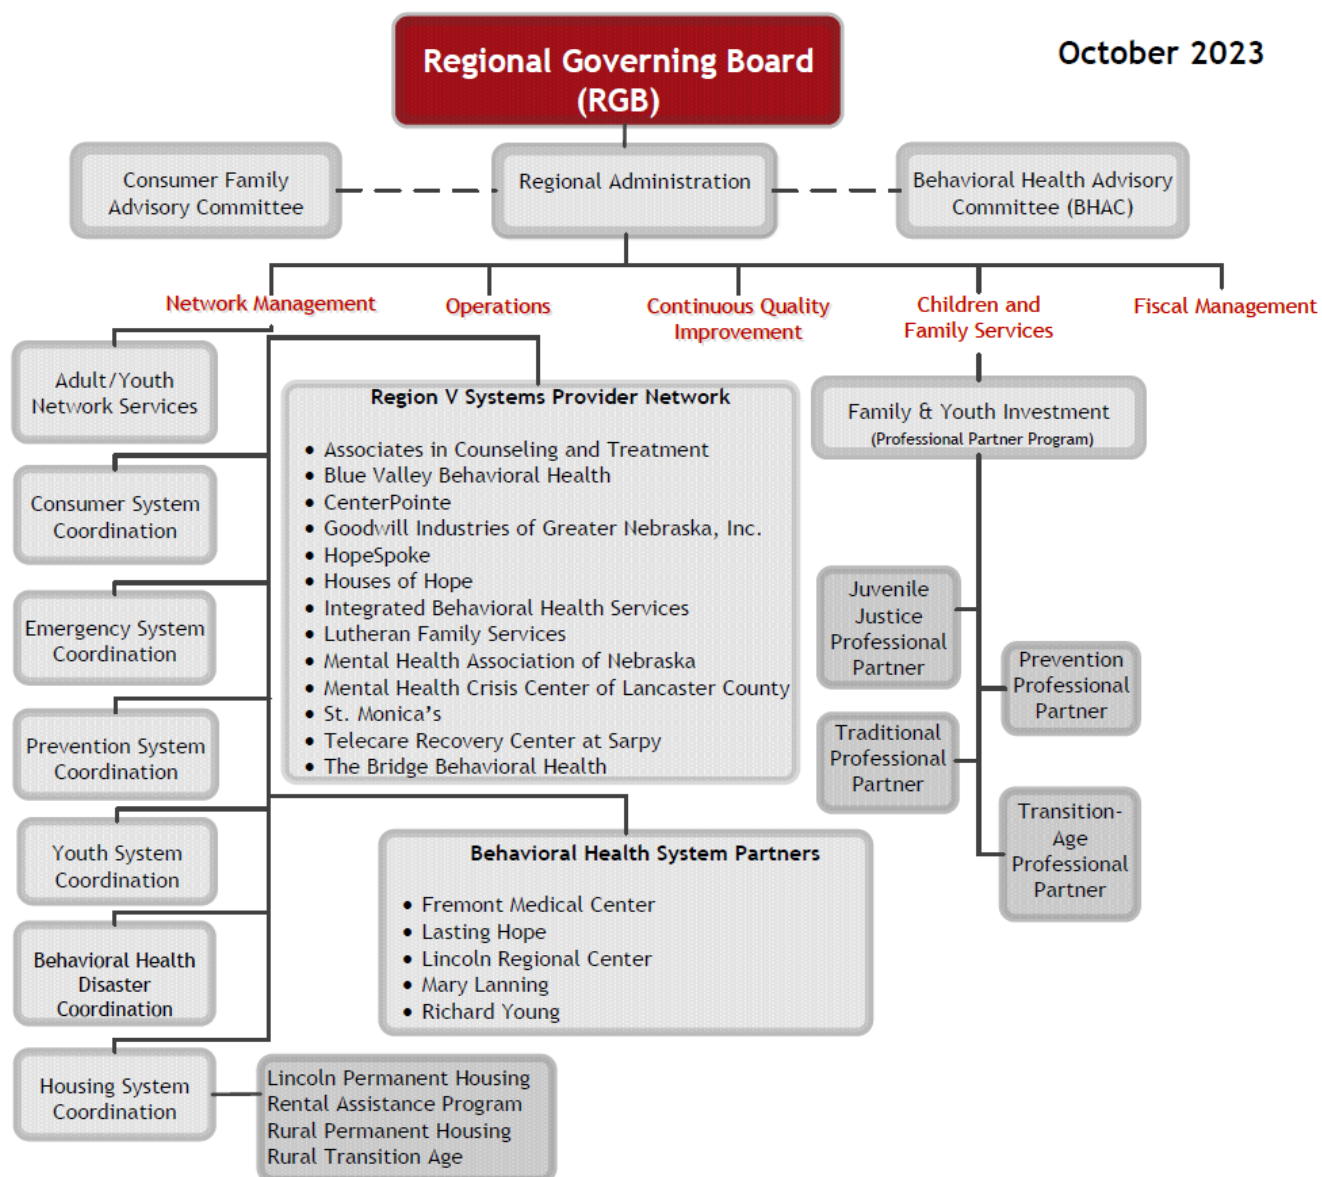 Regional Governing Board
(RGB)
October 2023
Consumer Family
Advisory Committee
Regional Administration
Behavioral Health Advisory
Committee (BHAC)
Network Management
Operations
Continuous Quality
Improvement
Children and
Family Services
Fiscal Management
Adult/Youth
Network Services
Consumer System
Coordination
Emergency System
Coordination
Prevention System
Coordination
Youth System
Coordination
Behavioral Health
Disaster
Coordination
Housing System
Coordination
Lincoln Permanent Housing
Rental Assistance Program
Rural Permanent Housing
Rural Transition Age
Region V Systems Provider Network
• Associates in Counseling and Treatment
• Blue Valley Behavioral Health
• CenterPointe
• Goodwill Industries of Greater Nebraska, Inc.
• HopeSpoke
• Houses of Hope
• Integrated Behavioral Health Services
• Lutheran Family Services
• Mental Health Association of Nebraska
• Mental Health Crisis Center of Lancaster County
• St. Monica’s
• Telecare Recovery Center at Sarpy
• The Bridge Behavioral Health
Behavioral Health System Partners
• Fremont Medical Center
• Lasting Hope
• Lincoln Regional Center
• Mary Lanning
• Richard Young
Family & Youth Investment
(Professional Partner Program)
Juvenile
Justice
Professional
Partner
Prevention
Professional
Partner
Traditional
Professional
Partner
Transition-
Age
Professional
Partner